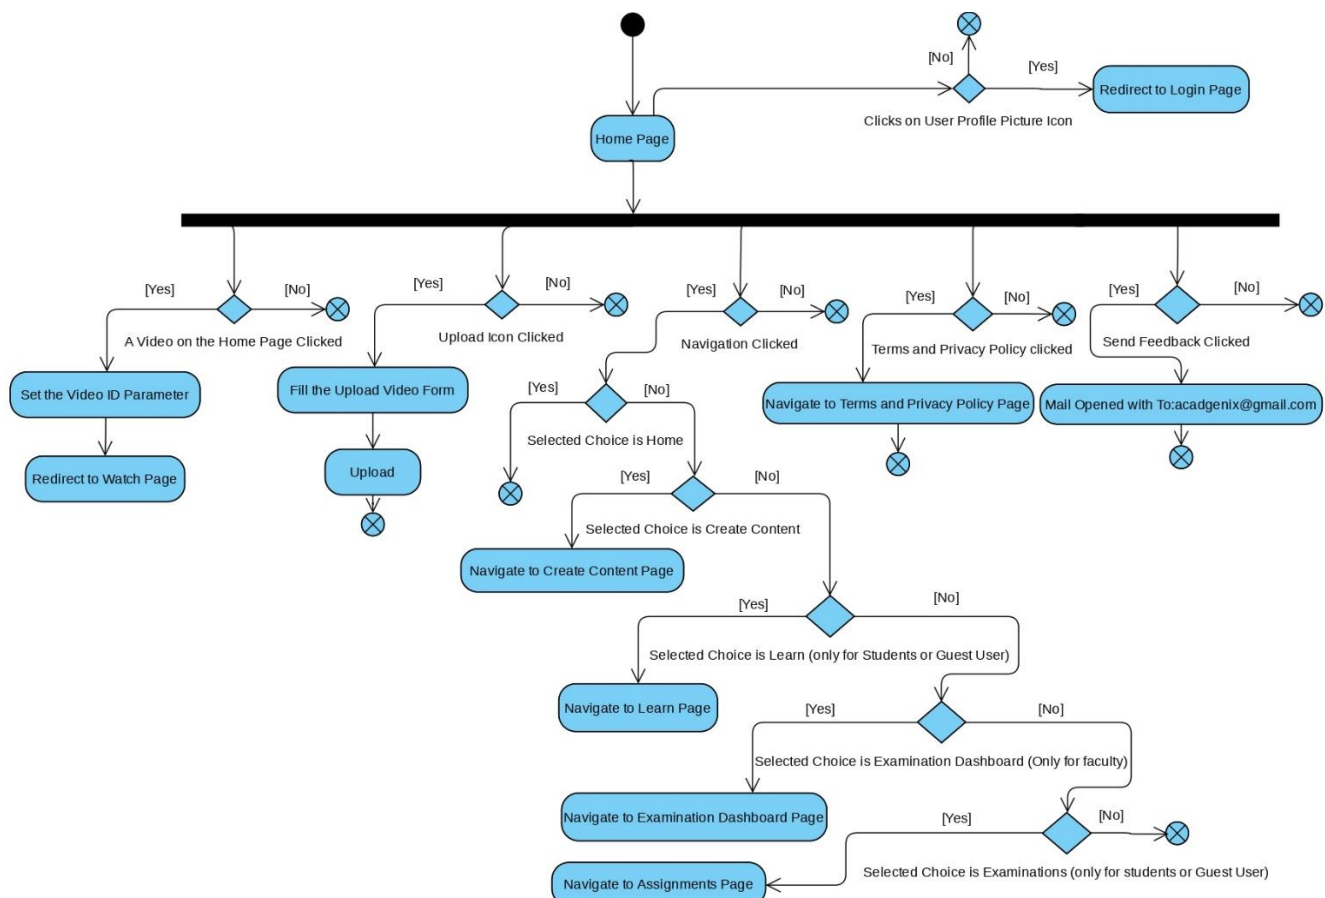 [No]
[Yes]
Redirect to Login Page
Clicks on User Profile Picture Icon
Home Page
[Yes]
[No]
A Video on the Home Page Clicked
Set the Video ID Parameter
Redirect to Watch Page
[Yes]
[No]
Upload Icon Clicked
Fill the Upload Video Form
Upload
[Yes]
[No]
Navigation Clicked
[Yes]
[No]
Selected Choice is Home
[Yes]
[No]
Selected Choice is Create Content
Navigate to Create Content Page
[Yes]
[No]
Selected Choice is Learn (only for Students or Guest User)
Navigate to Learn Page
[Yes]
[No]
Selected Choice is Examination Dashboard (Only for faculty)
Navigate to Examination Dashboard Page
[Yes]
[No]
Selected Choice is Examinations (only for students or Guest User)
Navigate to Assignments Page
[Yes]
[No]
Terms and Privacy Policy clicked
Navigate to Terms and Privacy Policy Page
[Yes]
[No]
Send Feedback Clicked
Mail Opened with To:acadgenix@gmail.com